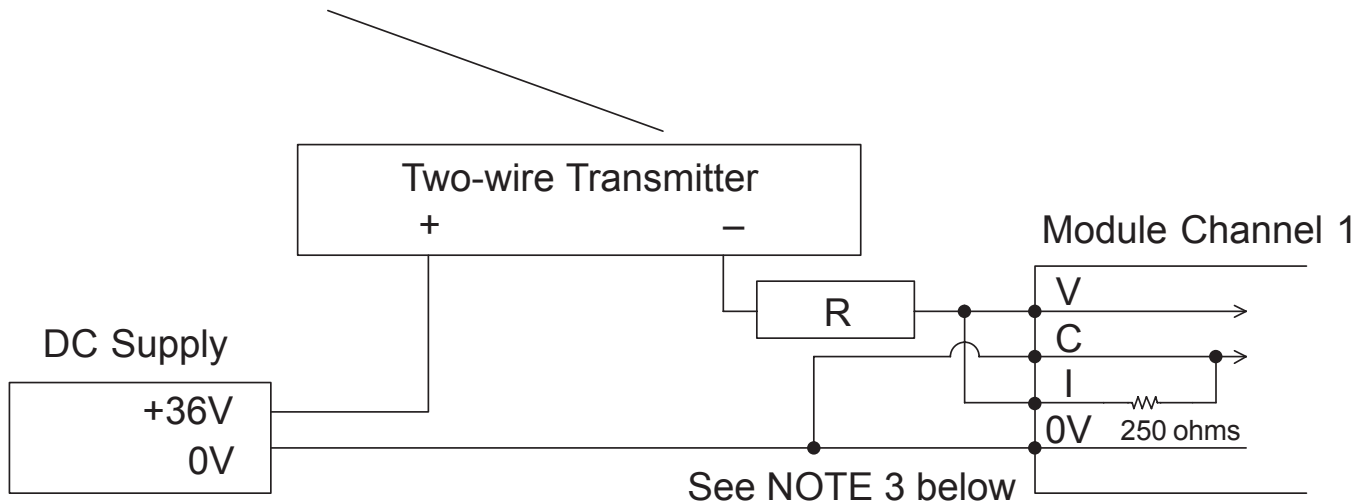 Two-wire Transmitter
+ –
Module Channel 1
V
R
C
DC Supply
I
+36V
0V 250 ohms
0V
See NOTE 3 below